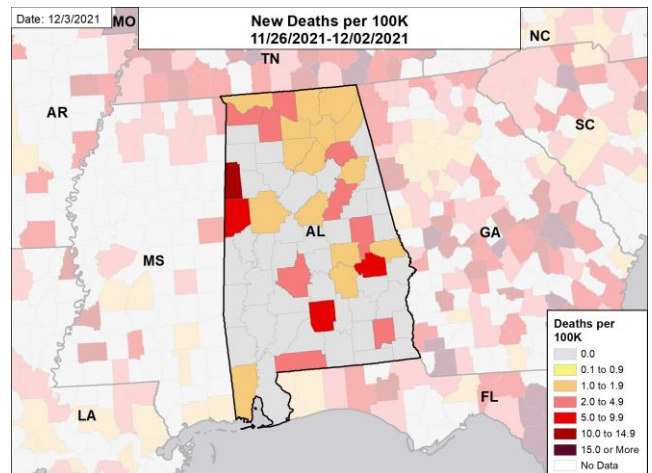 Date: 12/3/2021
New Deaths per 100K
11/26/2021-12/02/2021
MO
NC
TN
AR
SC
AL
GA
MS
LA
FL
Deaths per
100K
0.0
0.1 to 0.9
1.0 to 1.9
2.0 to 4.9
5.0 to 9.9
10.0 to 14.9
15.0 or More
No Data